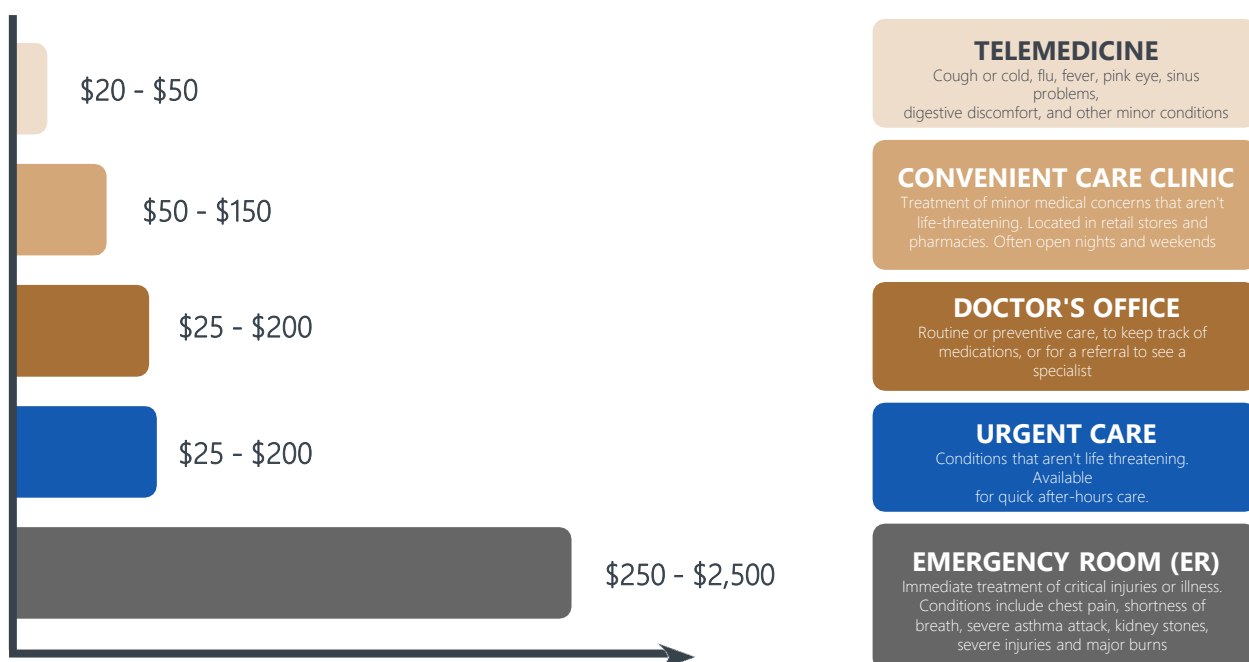 $20 - $50
TELEMEDICINE
Cough or cold, flu, fever, pink eye, sinus
problems,
digestive discomfort, and other minor conditions
$50 - $150
CONVENIENT CARE CLINIC
Treatment of minor medical concerns that aren't
life-threatening. Located in retail stores and
pharmacies. Often open nights and weekends
$25 - $200
DOCTOR'S OFFICE
Routine or preventive care, to keep track of
medications, or for a referral to see a
specialist
$25 - $200
URGENT CARE
Conditions that aren't life threatening.
Available
for quick after-hours care.
$250 - $2,500
EMERGENCY ROOM (ER)
Immediate treatment of critical injuries or illness.
Conditions include chest pain, shortness of
breath, severe asthma attack, kidney stones,
severe injuries and major burns